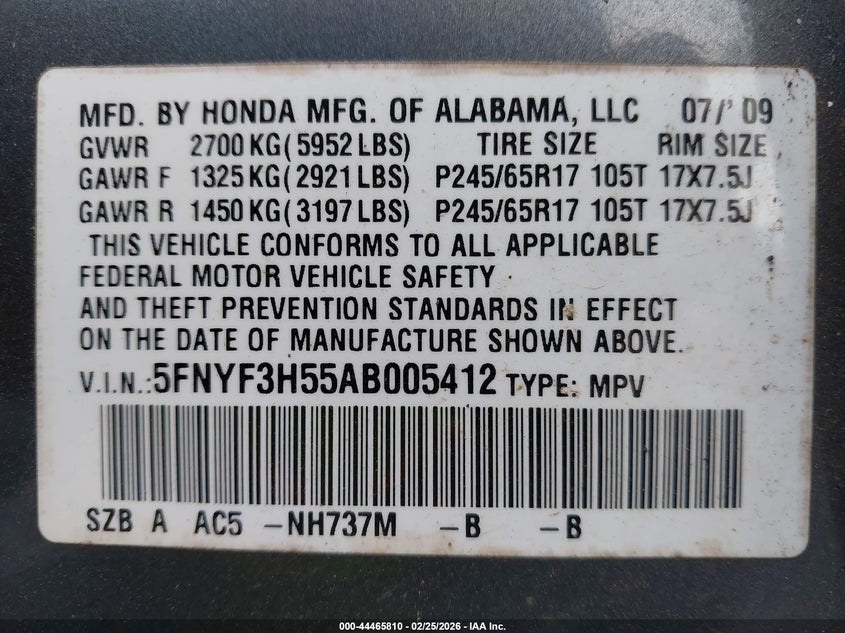 MFD. BY HONDA MFG. OF ALABAMA, LLC 07/' 09
GVWR 2700 KG(5952 LBS) TIRE SIZE RIM SIZE
GAWR F 1325 KG(2921 LBS) P245/65R17 105T 17X7.5J
GAWR R 1450 KG(3197 LBS) P245/65R17 105T 17X7.5J
THIS VEHICLE CONFORMS TO ALL APPLICABLE
FEDERAL MOTOR VEHICLE SAFETY
AND THEFT PREVENTION STANDARDS IN EFFECT
ON THE DATE OF MANUFACTURE SHOWN ABOVE.
V.I.N.:5FNYF3H55AB005412 TYPE: MPV
SZB A AC5 -NH737M -B -B
000-44465810 - 02/25/2026 - IAA Inc.